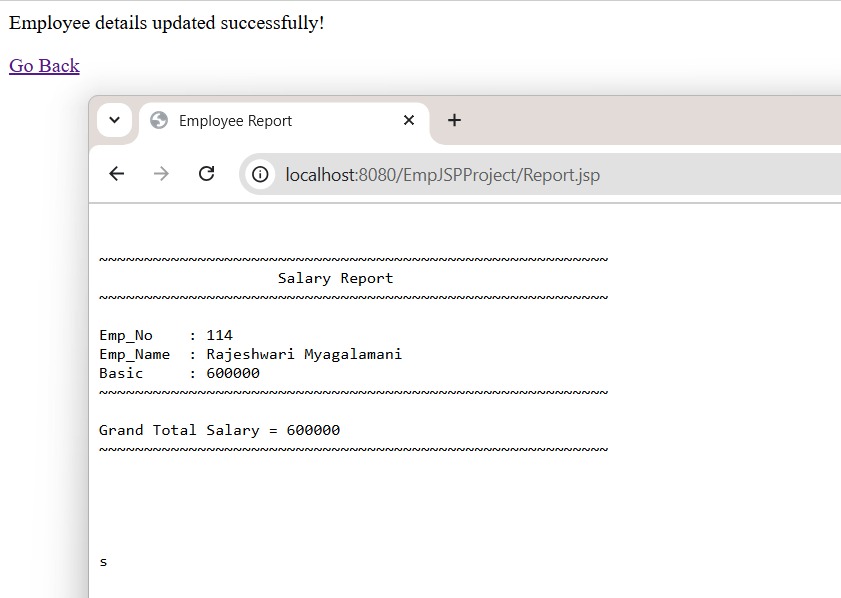 Employee details updated successfully!
Go Back
Employee Report
localhost:8080/EmpJSPProject/Report.jsp
~~~~~~~~~~~~~~~~~~~~~~~~~~~~~~~~~~~~~~~~~~~~~~~~~~~~~~~~~
Salary Report
~~~~~~~~~~~~~~~~~~~~~~~~~~~~~~~~~~~~~~~~~~~~~~~~~~~~~~~~~
Emp_No    : 114
Emp_Name  : Rajeshwari Myagalamani
Basic     : 600000
~~~~~~~~~~~~~~~~~~~~~~~~~~~~~~~~~~~~~~~~~~~~~~~~~~~~~~~~~
Grand Total Salary = 600000
~~~~~~~~~~~~~~~~~~~~~~~~~~~~~~~~~~~~~~~~~~~~~~~~~~~~~~~~~
s